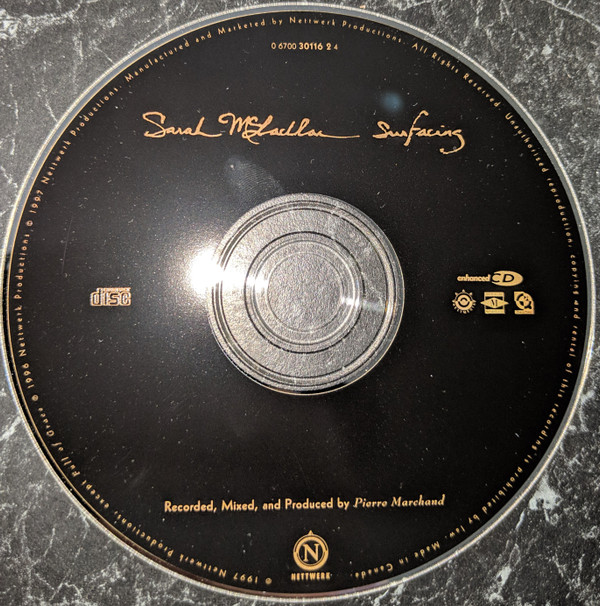 0 6700 30116 2 4
Sarah McLachlan Surfacing
disc
enhanced CD
Recorded, Mixed, and Produced by Pierre Marchand
N
NETTWERK
© 1997 Nettwerk Productions, except Full of Grace ℗ 1996 Nettwerk Productions. ℗ 1997 Nettwerk Productions. Manufactured and Marketed by Nettwerk Productions. All Rights Reserved. Unauthorized reproduction, copying and rental of this recording is prohibited by law. Made in Canada.